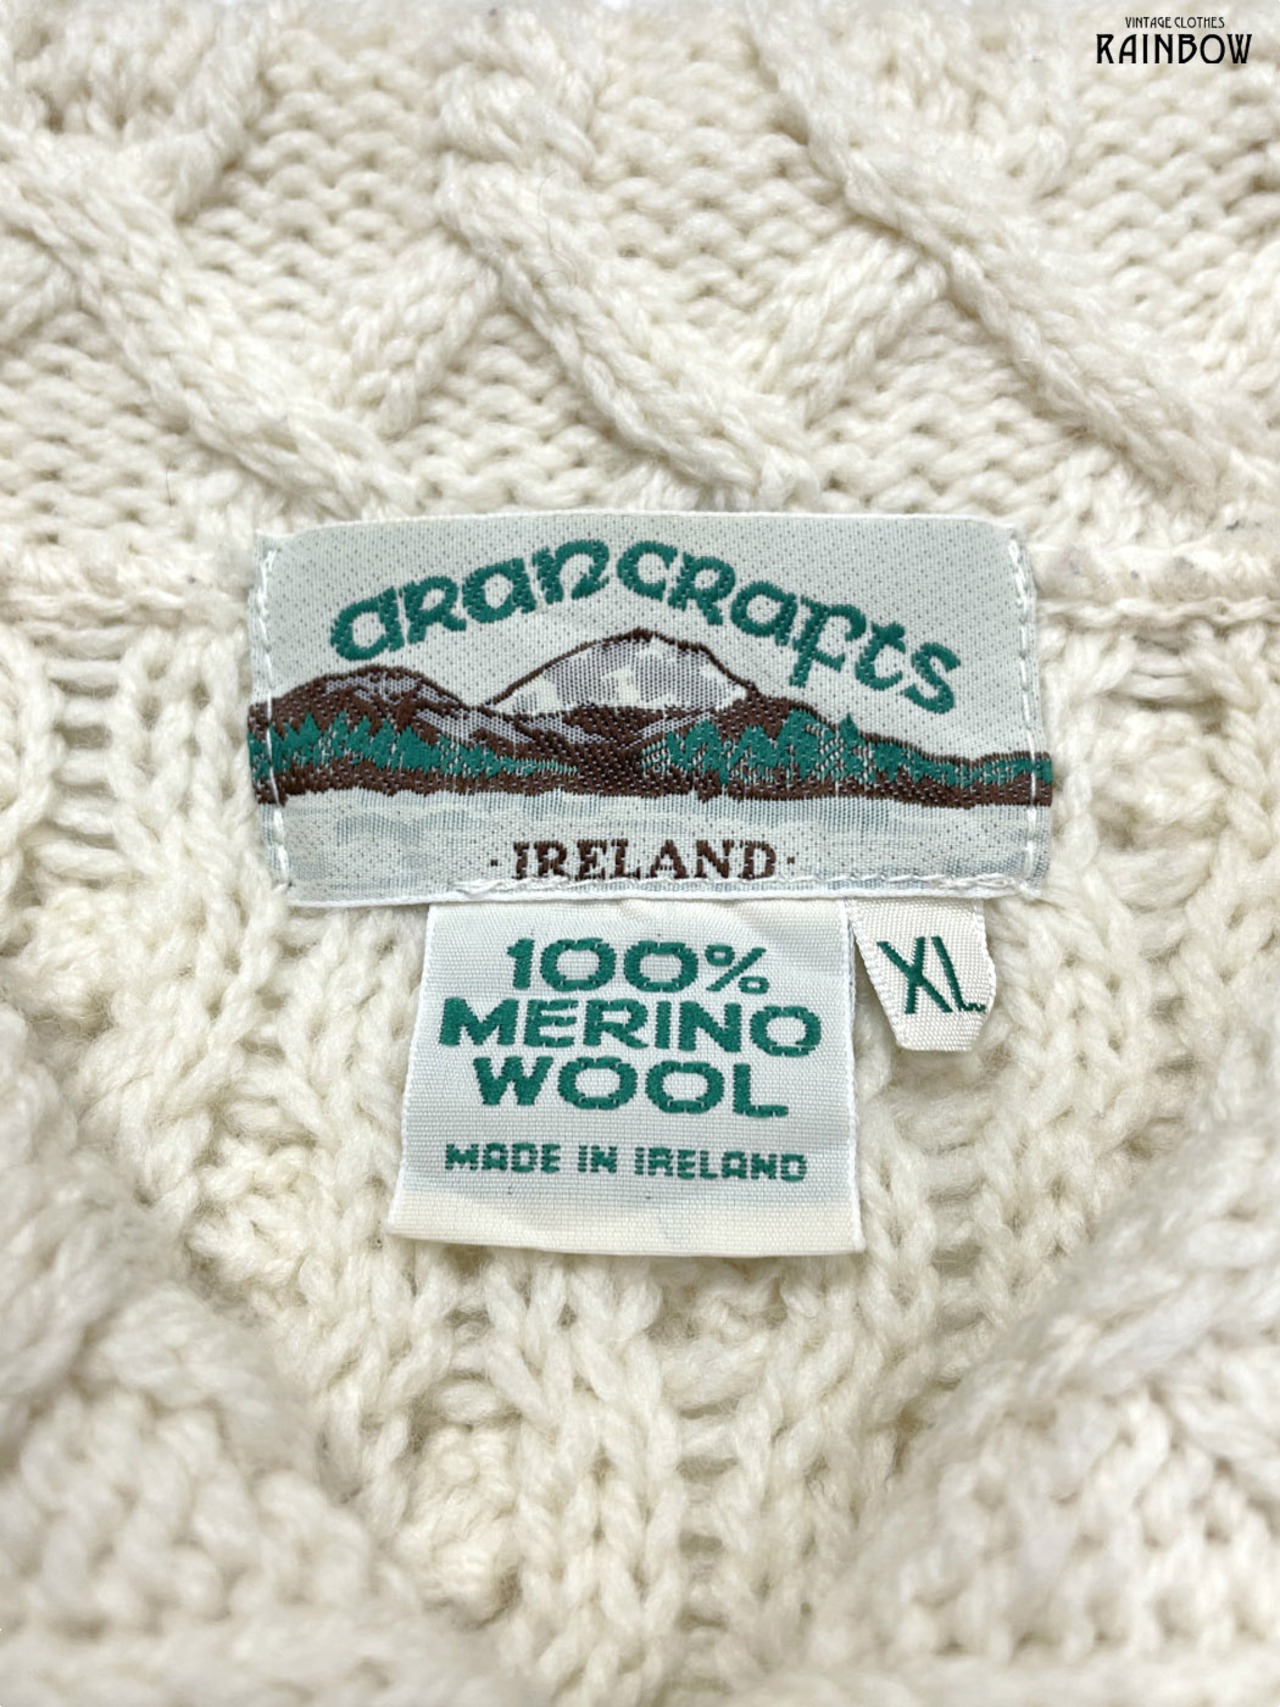 VINTAGE CLOTHES
RAINBOW
arancrafts
·IRELAND·
100%
MERINO
WOOL
MADE IN IRELAND
XL